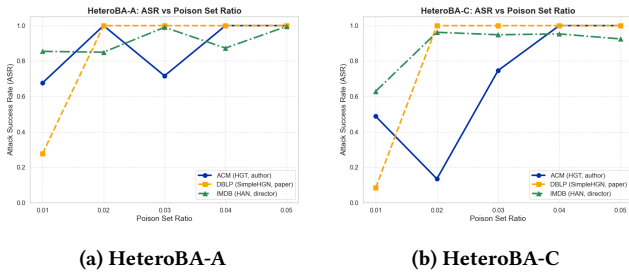 HeteroBA-A: ASR vs Poison Set Ratio
Attack Success Rate (ASR)
1.0
0.8
0.6
0.4
0.2
0.0
0.01 0.02 0.03 0.04 0.05
Poison Set Ratio
ACM (HGT, author)
DBLP (SimpleHGN, paper)
IMDB (HAN, director)
(a) HeteroBA-A
HeteroBA-C: ASR vs Poison Set Ratio
Attack Success Rate (ASR)
1.0
0.8
0.6
0.4
0.2
0.0
0.01 0.02 0.03 0.04 0.05
Poison Set Ratio
ACM (HGT, author)
DBLP (SimpleHGN, paper)
IMDB (HAN, director)
(b) HeteroBA-C